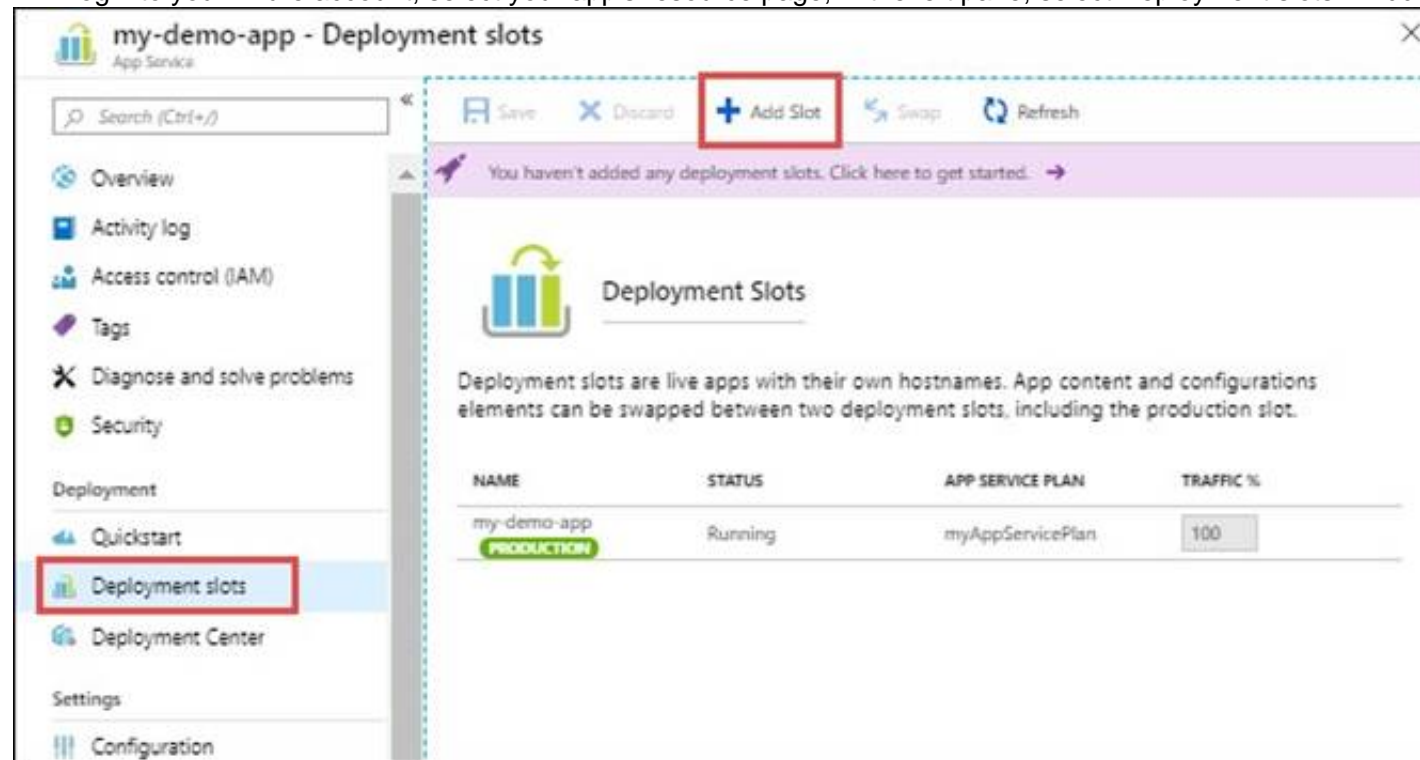 my-demo-app - Deployment slots
App Service
Search (Ctrl+/)
Overview
Activity log
Access control (IAM)
Tags
Diagnose and solve problems
Security
Deployment
Quickstart
Deployment slots
Deployment Center
Settings
Configuration
Save Discard Add Slot Swap Refresh
You haven't added any deployment slots. Click here to get started.
Deployment Slots
Deployment slots are live apps with their own hostnames. App content and configurations
elements can be swapped between two deployment slots, including the production slot.
NAME STATUS APP SERVICE PLAN TRAFFIC %
my-demo-app Running myAppServicePlan 100
PRODUCTION